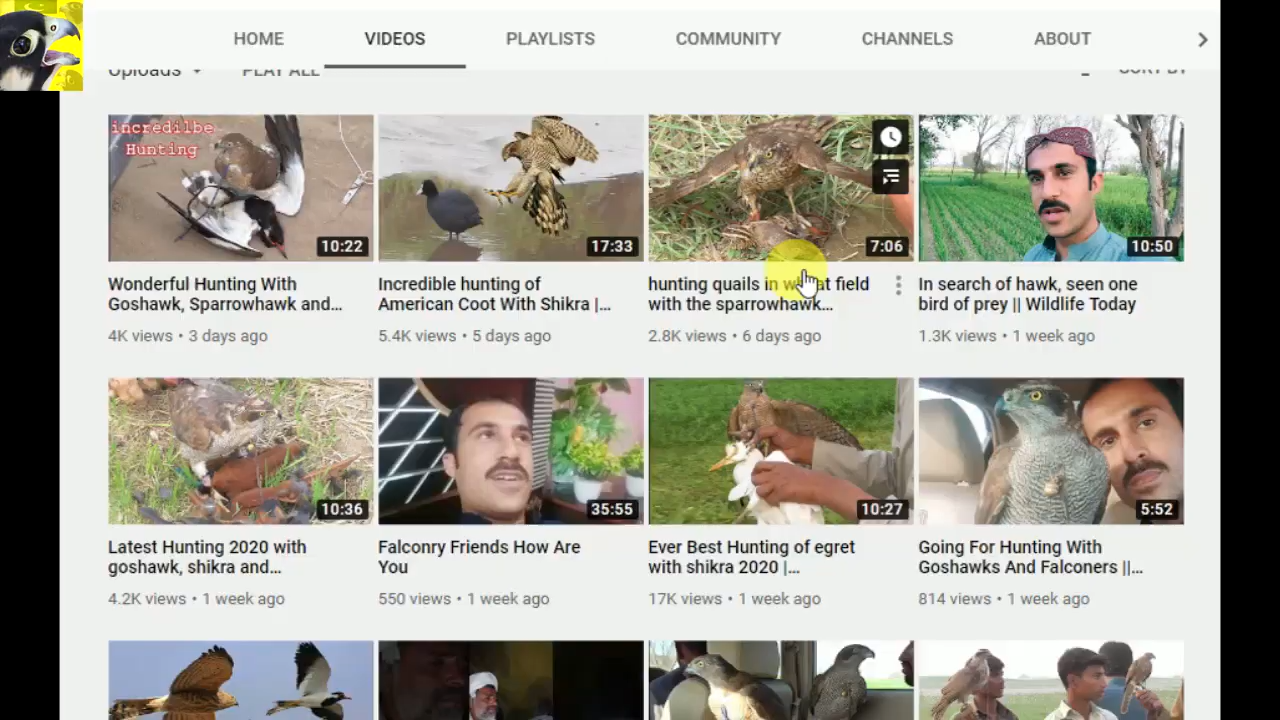 HOME VIDEOS PLAYLISTS COMMUNITY CHANNELS ABOUT
Uploads PLAY ALL SORT BY
incredilbe
Hunting
10:22 17:33 7:06 10:50
Wonderful Hunting With
Goshawk, Sparrowhawk and...
4K views • 3 days ago
Incredible hunting of
American Coot With Shikra |...
5.4K views • 5 days ago
hunting quails in wheat field
with the sparrowhawk...
2.8K views • 6 days ago
In search of hawk, seen one
bird of prey || Wildlife Today
1.3K views • 1 week ago
10:36 35:55 10:27 5:52
Latest Hunting 2020 with
goshawk, shikra and...
4.2K views • 1 week ago
Falconry Friends How Are
You
550 views • 1 week ago
Ever Best Hunting of egret
with shikra 2020 |...
17K views • 1 week ago
Going For Hunting With
Goshawks And Falconers ||...
814 views • 1 week ago